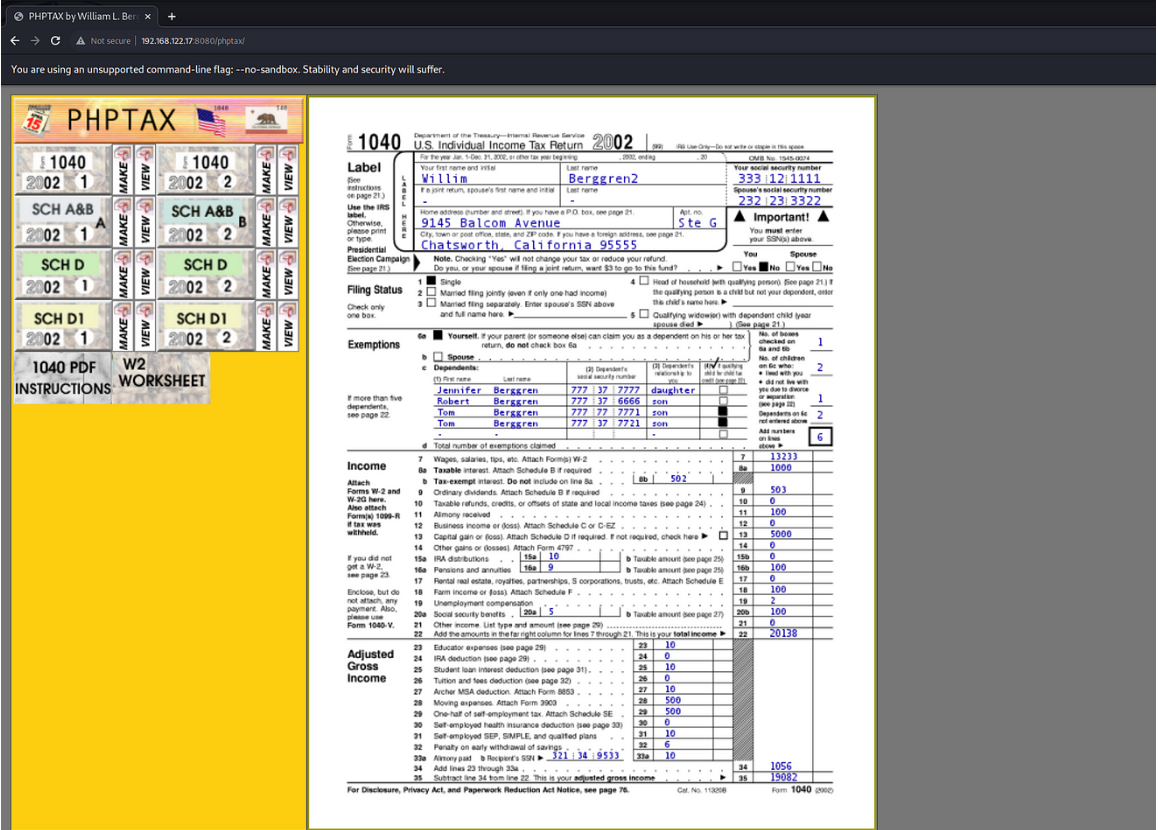 PHPTAX by William L. Ber
Not secure 192.168.122.17:8080/phptax/
You are using an unsupported command-line flag: --no-sandbox. Stability and security will suffer.
APR 15 PHPTAX 1040 T40
1040 2002 1 MAKE VIEW 1040 2002 2 MAKE VIEW
SCH A&B 2002 1 A MAKE VIEW SCH A&B 2002 2 B MAKE VIEW
SCH D 2002 1 MAKE VIEW SCH D 2002 2 MAKE VIEW
SCH D1 2002 1 MAKE VIEW SCH D1 2002 2 MAKE VIEW
1040 PDF INSTRUCTIONS W2 WORKSHEET
Form 1040 Department of the Treasury—Internal Revenue Service
U.S. Individual Income Tax Return 2002 (99) IRS Use Only—Do not write or staple in this space.
For the year Jan. 1-Dec. 31, 2002, or other tax year beginning , 2002, ending , 20 OMB No. 1545-0074
Label
(See instructions on page 21.)
Use the IRS label.
Otherwise, please print or type.
LABEL HERE
Your first name and initial Last name Your social security number
Willim Berggren2 333 12 1111
If a joint return, spouse's first name and initial Last name Spouse's social security number
- - 232 23 3322
Home address (number and street). If you have a P.O. box, see page 21. Apt. no.
9145 Balcom Avenue Ste G
City, town or post office, state, and ZIP code. If you have a foreign address, see page 21.
Chatsworth, California 95555
Important!
You must enter your SSN(s) above.
Presidential Election Campaign (See page 21.)
Note. Checking "Yes" will not change your tax or reduce your refund.
Do you, or your spouse if filing a joint return, want $3 to go to this fund?
You Spouse
Yes No Yes No
Filing Status
Check only one box.
1 Single
2 Married filing jointly (even if only one had income)
3 Married filing separately. Enter spouse's SSN above and full name here.
4 Head of household (with qualifying person). (See page 21.) If
the qualifying person is a child but not your dependent, enter
this child's name here.
5 Qualifying widow(er) with dependent child (year
spouse died ). (See page 21.)
Exemptions
If more than five dependents, see page 22.
6a Yourself. If your parent (or someone else) can claim you as a dependent on his or her tax
return, do not check box 6a
b Spouse
c Dependents:
(1) First name Last name
(2) Dependent's social security number
(3) Dependent's relationship to you
Jennifer Berggren 777 37 7777 daughter
Robert Berggren 777 37 6666 son
Tom Berggren 777 77 7771 son
Tom Berggren 777 37 7721 son
- - -
d Total number of exemptions claimed
No. of boxes checked on 6a and 6b 1
No. of children on 6c who:
• lived with you 2
• did not live with you due to divorce or separation (see page 22) 1
Dependents on 6c not entered above 2
Add numbers on lines above 6
Income
Attach Forms W-2 and W-2G here.
Also attach Form(s) 1099-R if tax was withheld.
If you did not get a W-2, see page 23.
Enclose, but do not attach, any payment. Also, please use Form 1040-V.
7 Wages, salaries, tips, etc. Attach Form(s) W-2 7 13233
8a Taxable interest. Attach Schedule B if required 8a 1000
b Tax-exempt interest. Do not include on line 8a 8b 502
9 Ordinary dividends. Attach Schedule B if required 9 503
10 Taxable refunds, credits, or offsets of state and local income taxes (see page 24) 10 0
11 Alimony received 11 100
12 Business income or (loss). Attach Schedule C or C-EZ 12 0
13 Capital gain or (loss). Attach Schedule D if required. If not required, check here 13 5000
14 Other gains or (losses). Attach Form 4797 14 0
15a IRA distributions 15a 10 b Taxable amount (see page 25) 15b 0
16a Pensions and annuities 16a 9 b Taxable amount (see page 25) 16b 100
17 Rental real estate, royalties, partnerships, S corporations, trusts, etc. Attach Schedule E 17 0
18 Farm income or (loss). Attach Schedule F 18 100
19 Unemployment compensation 19 2
20a Social security benefits 20a 5 b Taxable amount (see page 27) 20b 100
21 Other income. List type and amount (see page 29) 21 0
22 Add the amounts in the far right column for lines 7 through 21. This is your total income 22 20138
Adjusted Gross Income
23 Educator expenses (see page 29) 23 10
24 IRA deduction (see page 29) 24 0
25 Student loan interest deduction (see page 31) 25 10
26 Tuition and fees deduction (see page 32) 26 0
27 Archer MSA deduction. Attach Form 8853 27 10
28 Moving expenses. Attach Form 3903 28 500
29 One-half of self-employment tax. Attach Schedule SE 29 500
30 Self-employed health insurance deduction (see page 33) 30 0
31 Self-employed SEP, SIMPLE, and qualified plans 31 10
32 Penalty on early withdrawal of savings 32 6
33a Alimony paid b Recipient's SSN 321 34 9533 33a 10
34 Add lines 23 through 33a 34 1056
35 Subtract line 34 from line 22. This is your adjusted gross income 35 19082
For Disclosure, Privacy Act, and Paperwork Reduction Act Notice, see page 76. Cat. No. 11320B Form 1040 (2002)